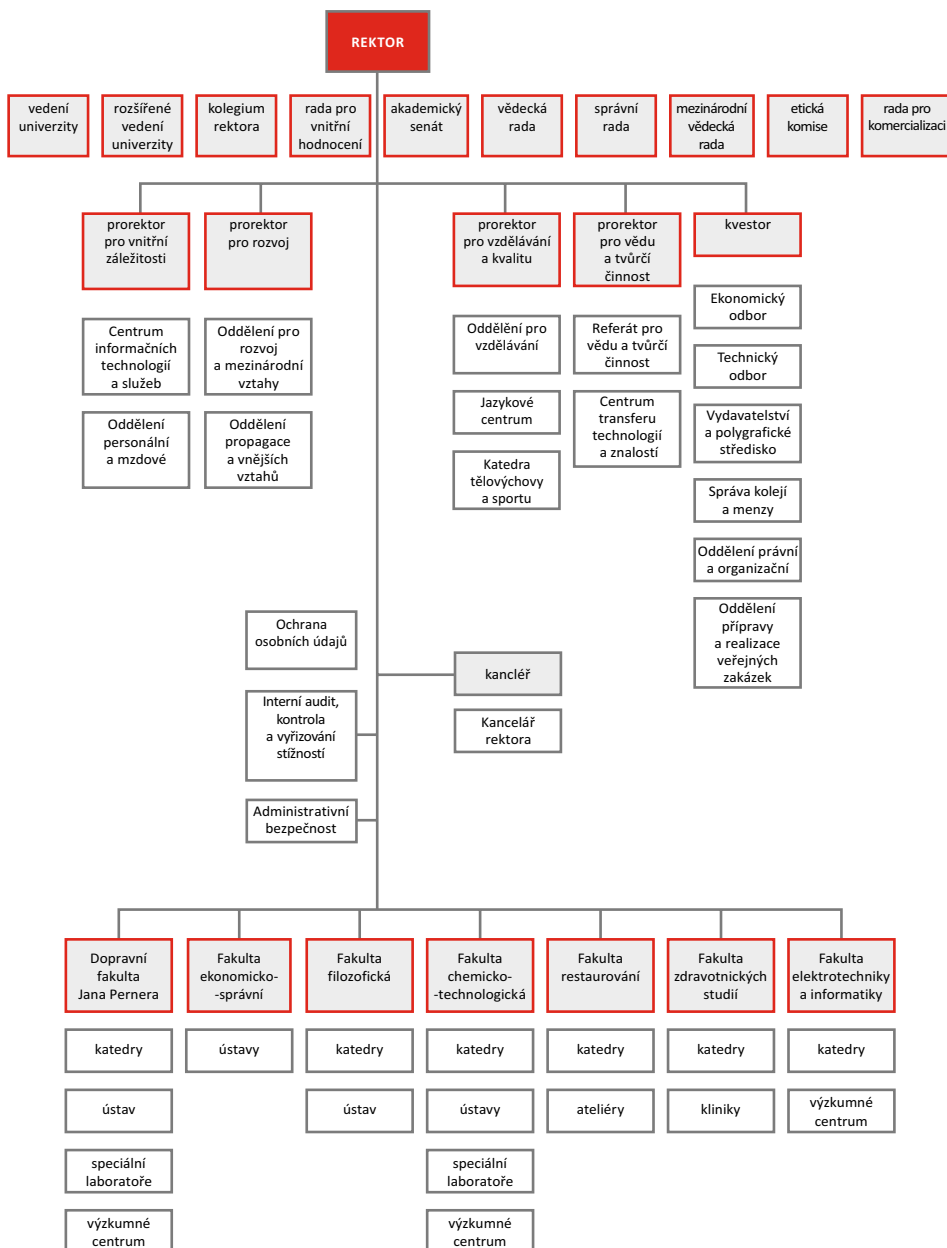 REKTOR
vedení
univerzity
rozšířené
vedení
univerzity
kolegium
rektora
rada pro
vnitřní
hodnocení
akademický
senát
vědecká
rada
správní
rada
mezinárodní
vědecká
rada
etická
komise
rada pro
komercializaci
prorektor
pro vnitřní
záležitosti
prorektor
pro rozvoj
prorektor
pro vzdělávání
a kvalitu
prorektor
pro vědu
a tvůrčí
činnost
kvestor
Centrum
informačních
technologií
a služeb
Oddělení
personální
a mzdové
Oddělení pro
rozvoj
a mezinárodní
vztahy
Oddělení
propagace
a vnějších
vztahů
Oddělění pro
vzdělávání
Jazykové
centrum
Katedra
tělovýchovy
a sportu
Referát pro
vědu a tvůrčí
činnost
Centrum
transferu
technologií
a znalostí
Ekonomický
odbor
Technický
odbor
Vydavatelství
a polygrafické
středisko
Správa kolejí
a menzy
Oddělení právní
a organizační
Oddělení
přípravy
a realizace
veřejných
zakázek
Ochrana
osobních údajů
Interní audit,
kontrola
a vyřizování
stížností
Administrativní
bezpečnost
kancléř
Kancelář
rektora
Dopravní
fakulta
Jana Pernera
katedry
ústav
speciální
laboratoře
výzkumné
centrum
Fakulta
ekonomicko-
-správní
ústavy
Fakulta
filozofická
katedry
ústav
Fakulta
chemicko-
-technologická
katedry
ústavy
speciální
laboratoře
výzkumné
centrum
Fakulta
restaurování
katedry
ateliéry
Fakulta
zdravotnických
studií
katedry
kliniky
Fakulta
elektrotechniky
a informatiky
katedry
výzkumné
centrum